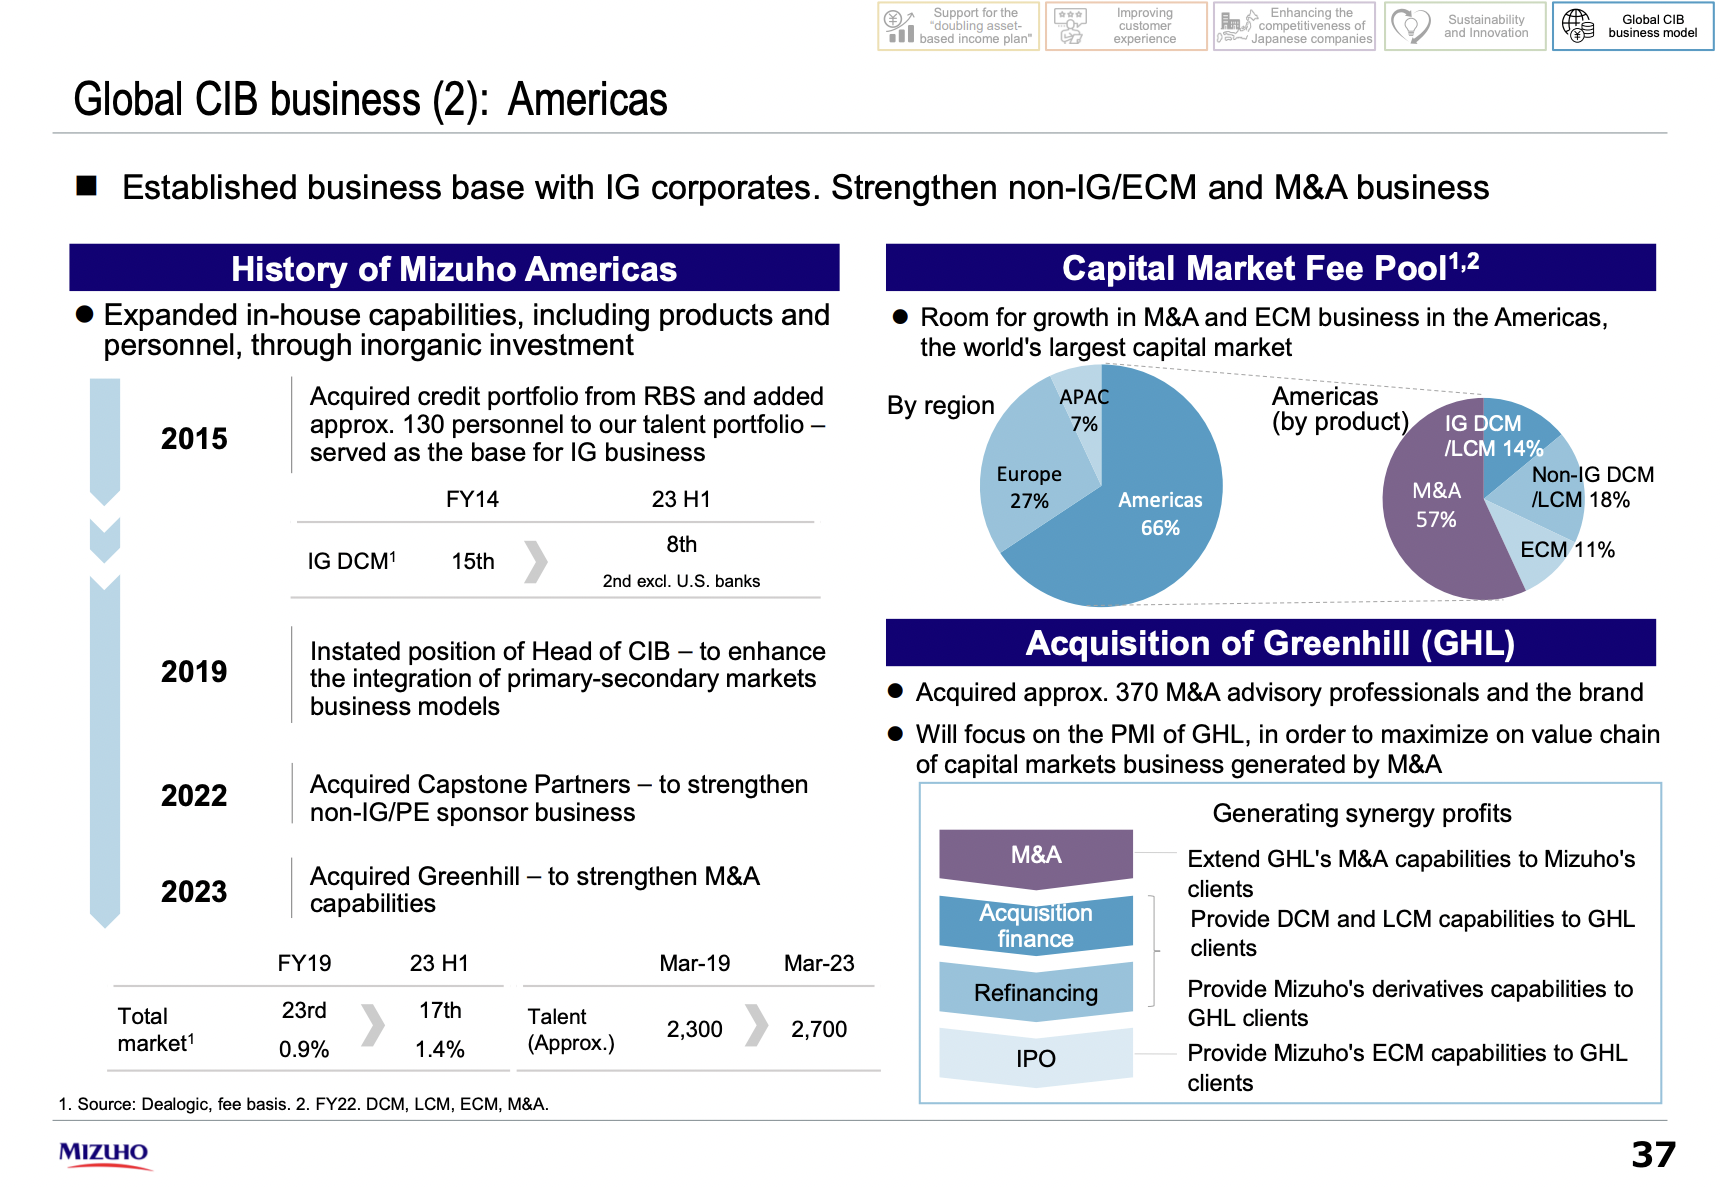 Support for the
"doubling asset-
based income plan"
Improving
customer
experience
Enhancing the
competitiveness of
Japanese companies
Sustainability
and Innovation
Global CIB
business model
Global CIB business (2): Americas
■ Established business base with IG corporates. Strengthen non-IG/ECM and M&A business
History of Mizuho Americas
● Expanded in-house capabilities, including products and
personnel, through inorganic investment
2015
Acquired credit portfolio from RBS and added
approx. 130 personnel to our talent portfolio –
served as the base for IG business
FY14 23 H1
IG DCM1 15th 8th
2nd excl. U.S. banks
2019
Instated position of Head of CIB – to enhance
the integration of primary-secondary markets
business models
2022
Acquired Capstone Partners – to strengthen
non-IG/PE sponsor business
2023
Acquired Greenhill – to strengthen M&A
capabilities
FY19 23 H1
Total
market1
23rd 17th
0.9% 1.4%
Mar-19 Mar-23
Talent
(Approx.)
2,300 2,700
Capital Market Fee Pool1,2
● Room for growth in M&A and ECM business in the Americas,
the world's largest capital market
By region
APAC
7%
Europe
27%
Americas
66%
Americas
(by product)
IG DCM
/LCM 14%
Non-IG DCM
/LCM 18%
M&A
57%
ECM 11%
Acquisition of Greenhill (GHL)
● Acquired approx. 370 M&A advisory professionals and the brand
● Will focus on the PMI of GHL, in order to maximize on value chain
of capital markets business generated by M&A
Generating synergy profits
M&A
Extend GHL's M&A capabilities to Mizuho's
clients
Acquisition
finance
Provide DCM and LCM capabilities to GHL
clients
Refinancing
Provide Mizuho's derivatives capabilities to
GHL clients
IPO
Provide Mizuho's ECM capabilities to GHL
clients
1. Source: Dealogic, fee basis. 2. FY22. DCM, LCM, ECM, M&A.
MIZUHO
37